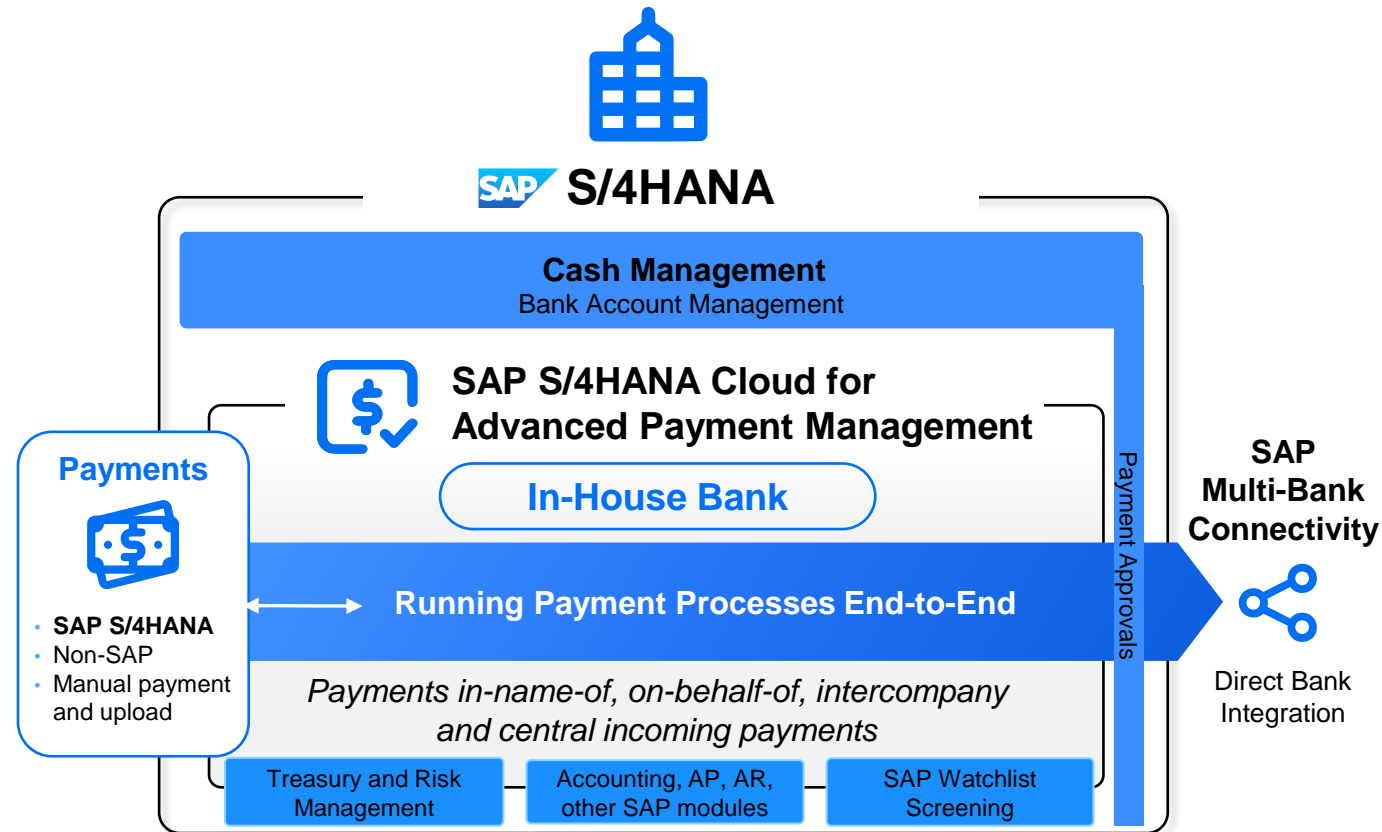 SAP S/4HANA
Cash Management
Bank Account Management
SAP S/4HANA Cloud for
Advanced Payment Management
In-House Bank
Payments
$
• SAP S/4HANA
• Non-SAP
• Manual payment
and upload
Running Payment Processes End-to-End
Payments in-name-of, on-behalf-of, intercompany
and central incoming payments
Treasury and Risk
Management
Accounting, AP, AR,
other SAP modules
SAP Watchlist
Screening
Payment Approvals
SAP
Multi-Bank
Connectivity
Direct Bank
Integration